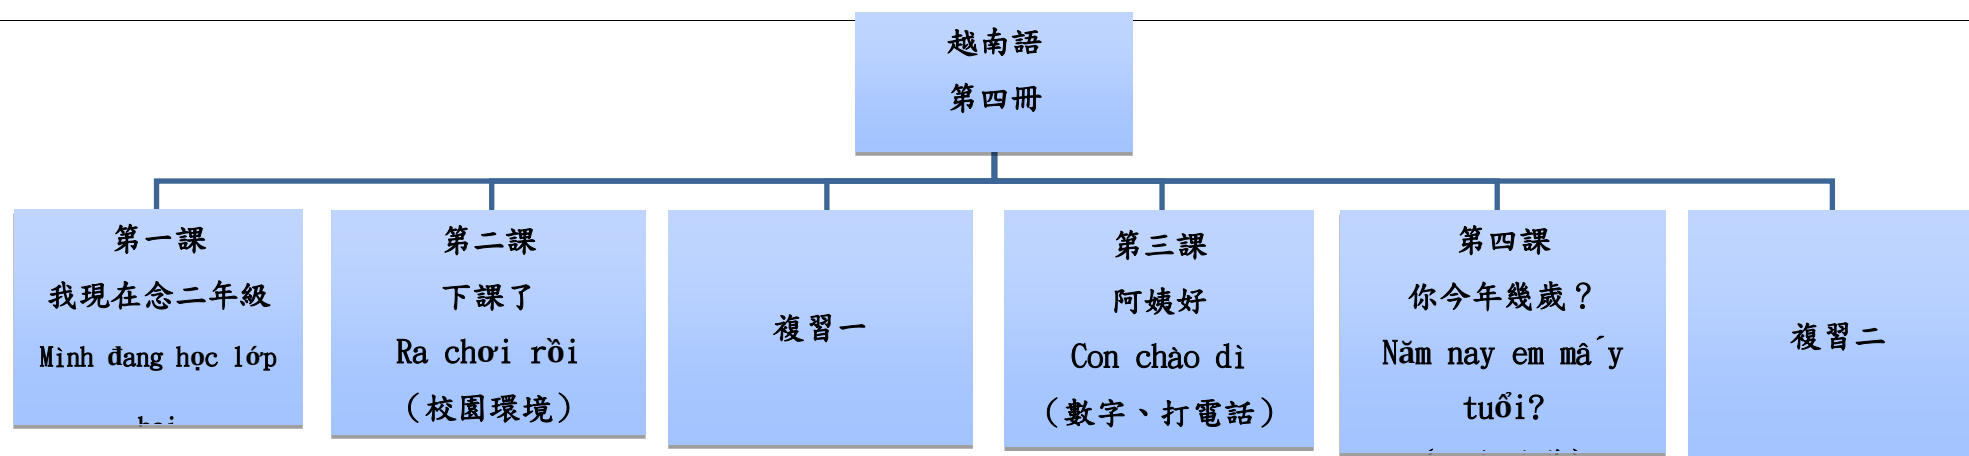 越南語
第四冊
第一課
我現在念二年級
Mình đang học lớp
第二課
下課了
Ra chơi rồi
（校園環境）
複習一
第三課
阿姨好
Con chào dì
（數字、打電話）
第四課
你今年幾歲？
Năm nay em mấy
tuổi?
複習二